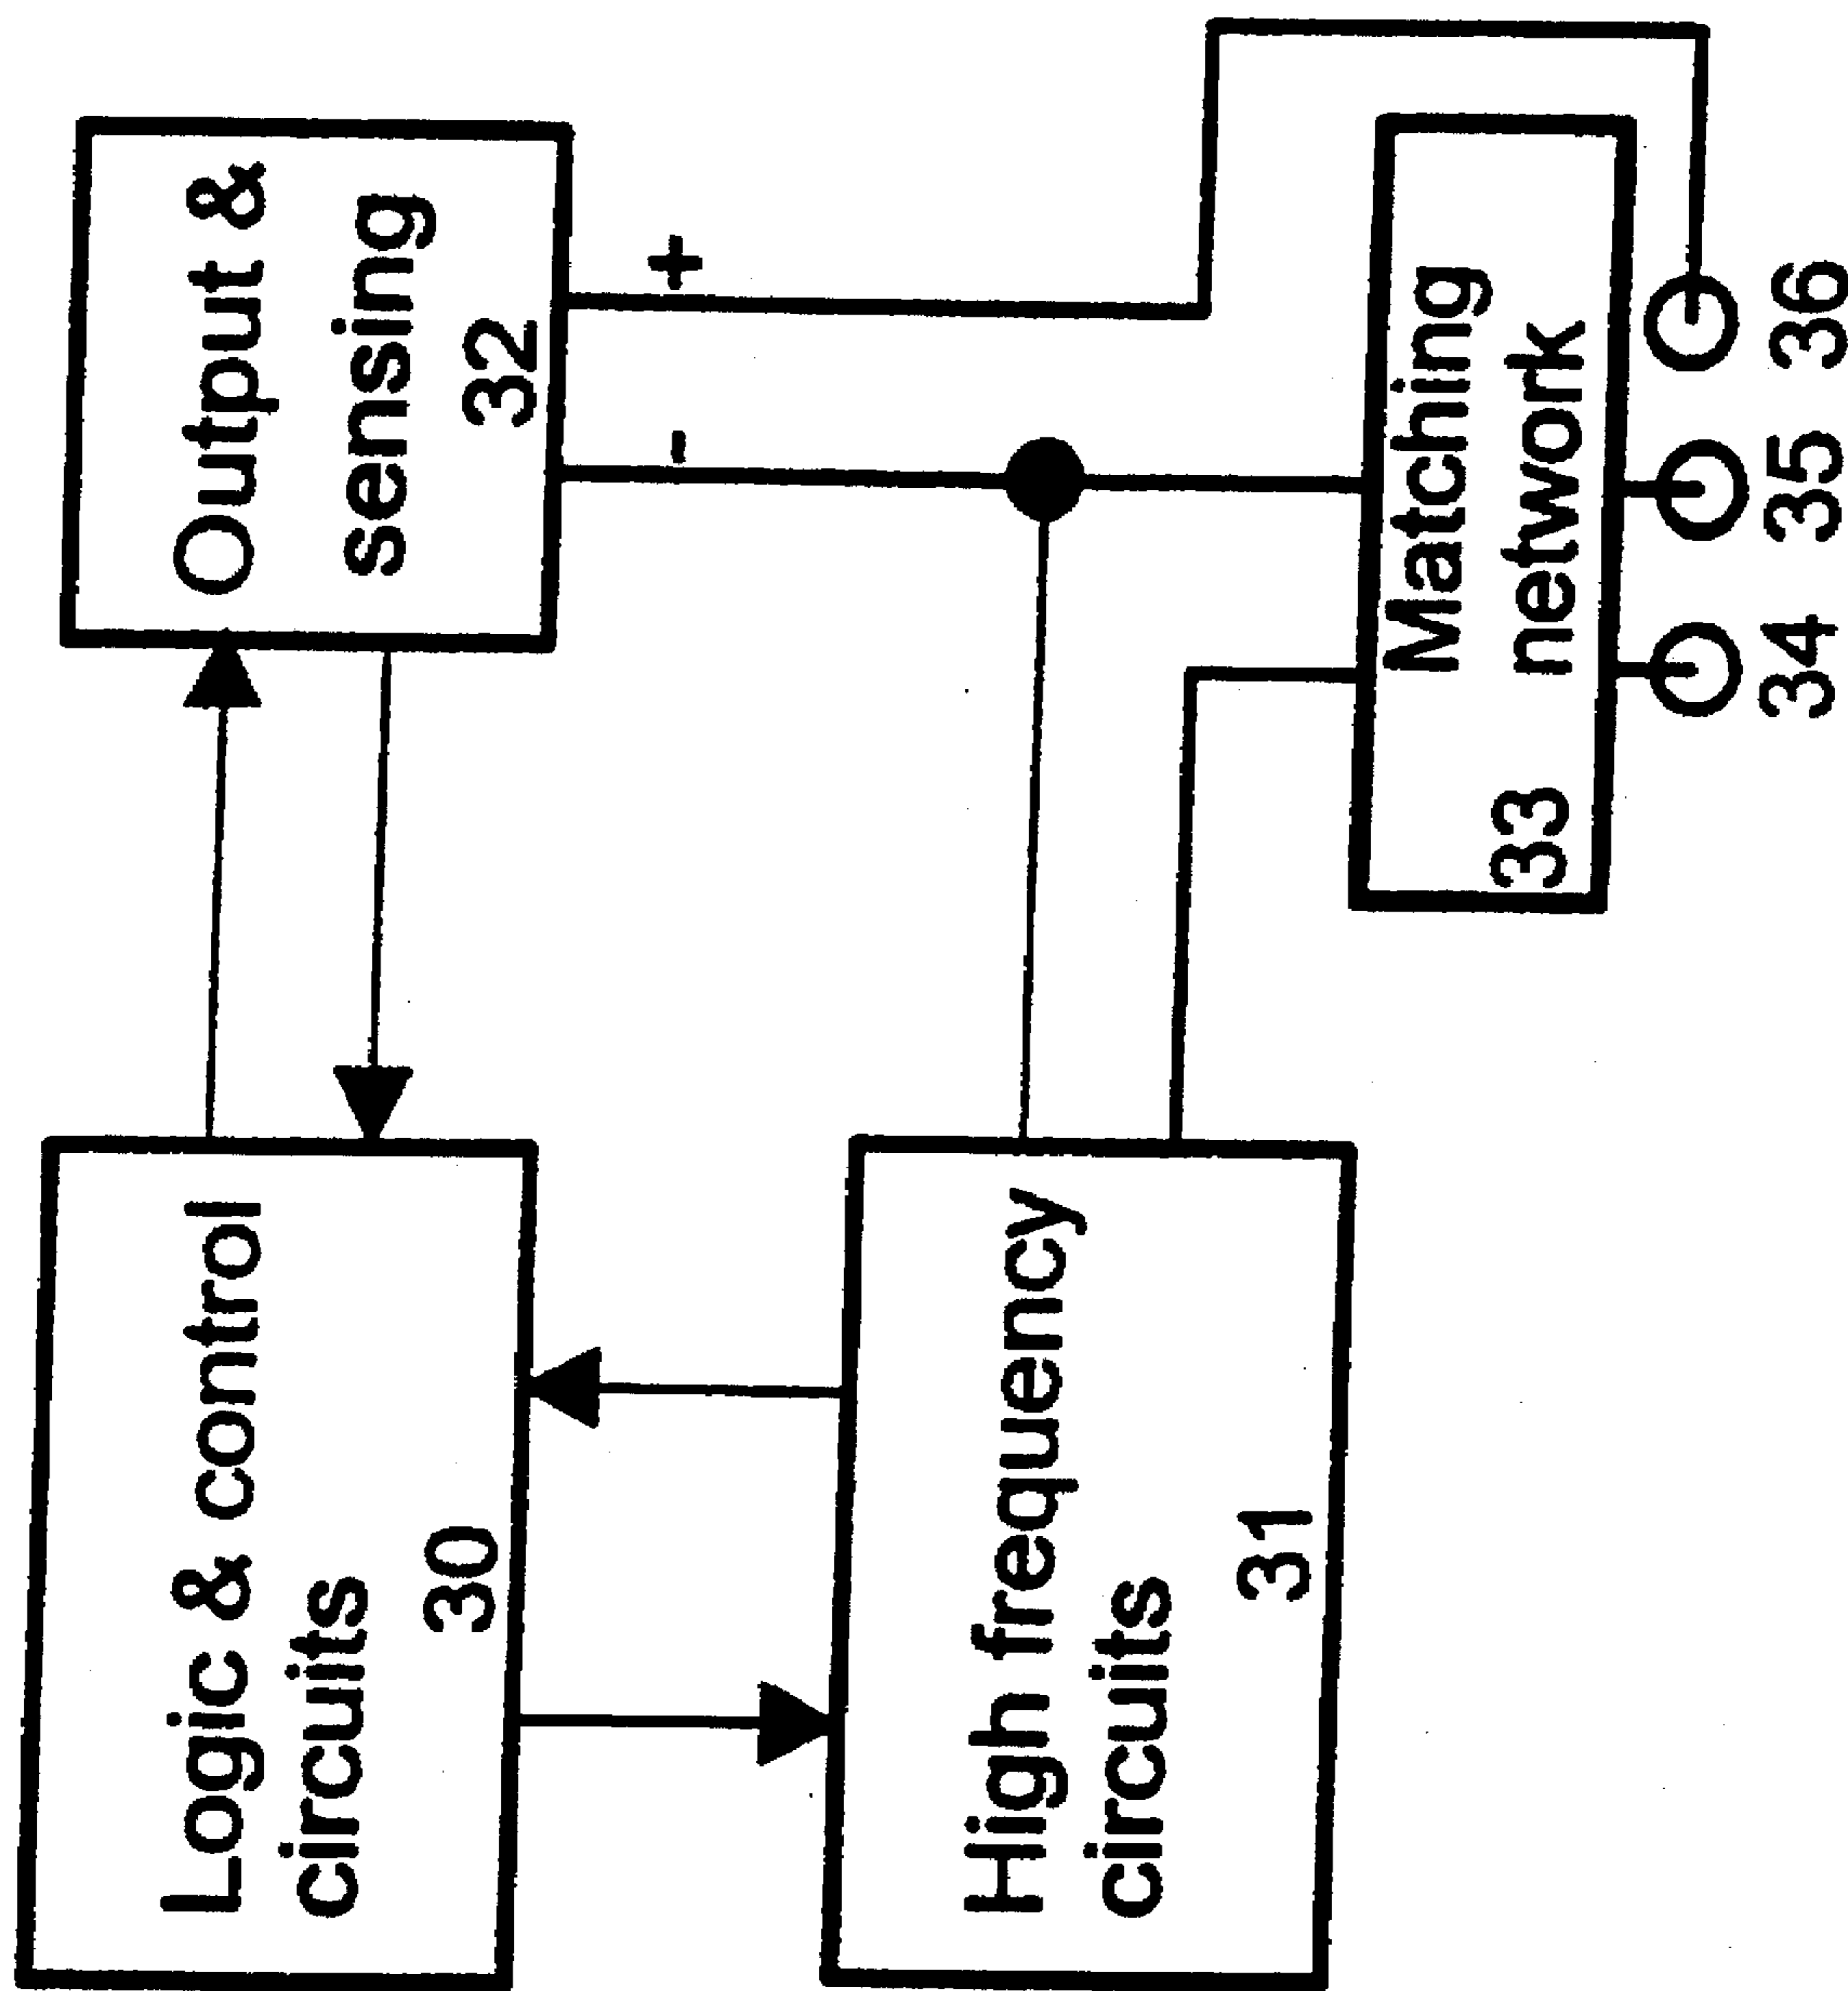 Logic & control
circuits
30
Output &
sensing
32
-
+
High frequency
circuits
31
Matching
network
33
34 35 36